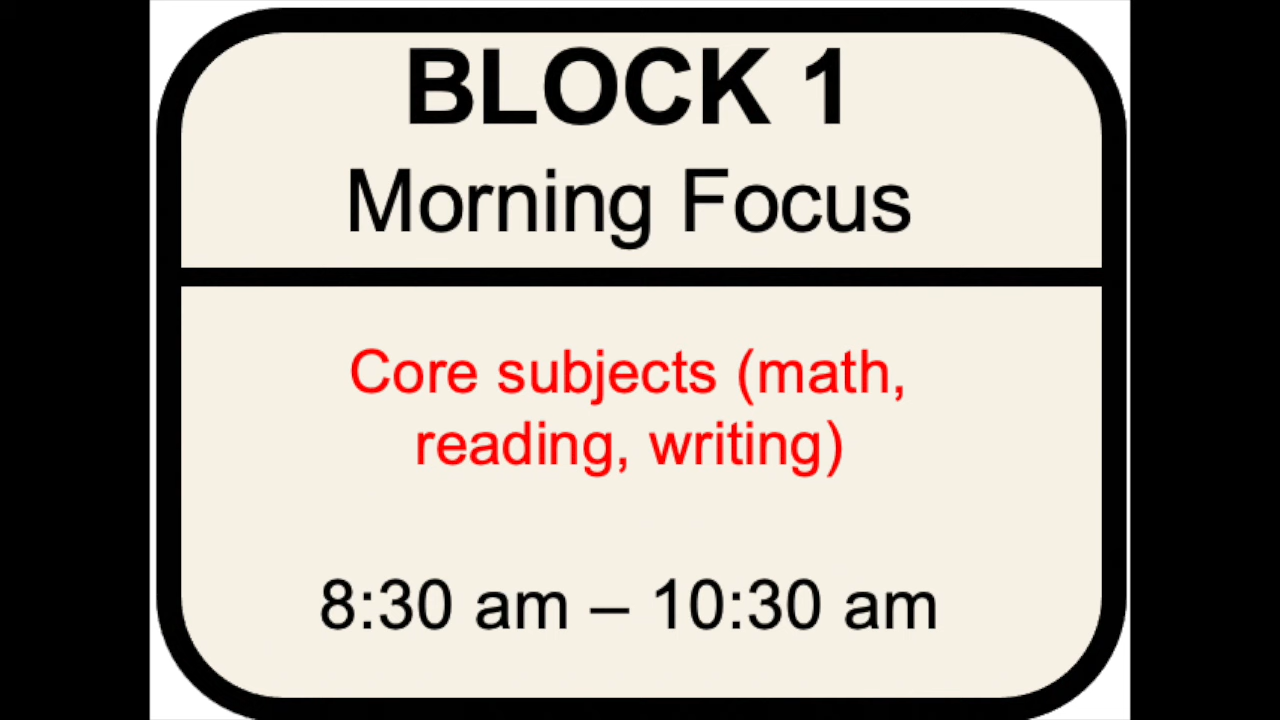 BLOCK 1
Morning Focus
Core subjects (math,
reading, writing)
8:30 am – 10:30 am